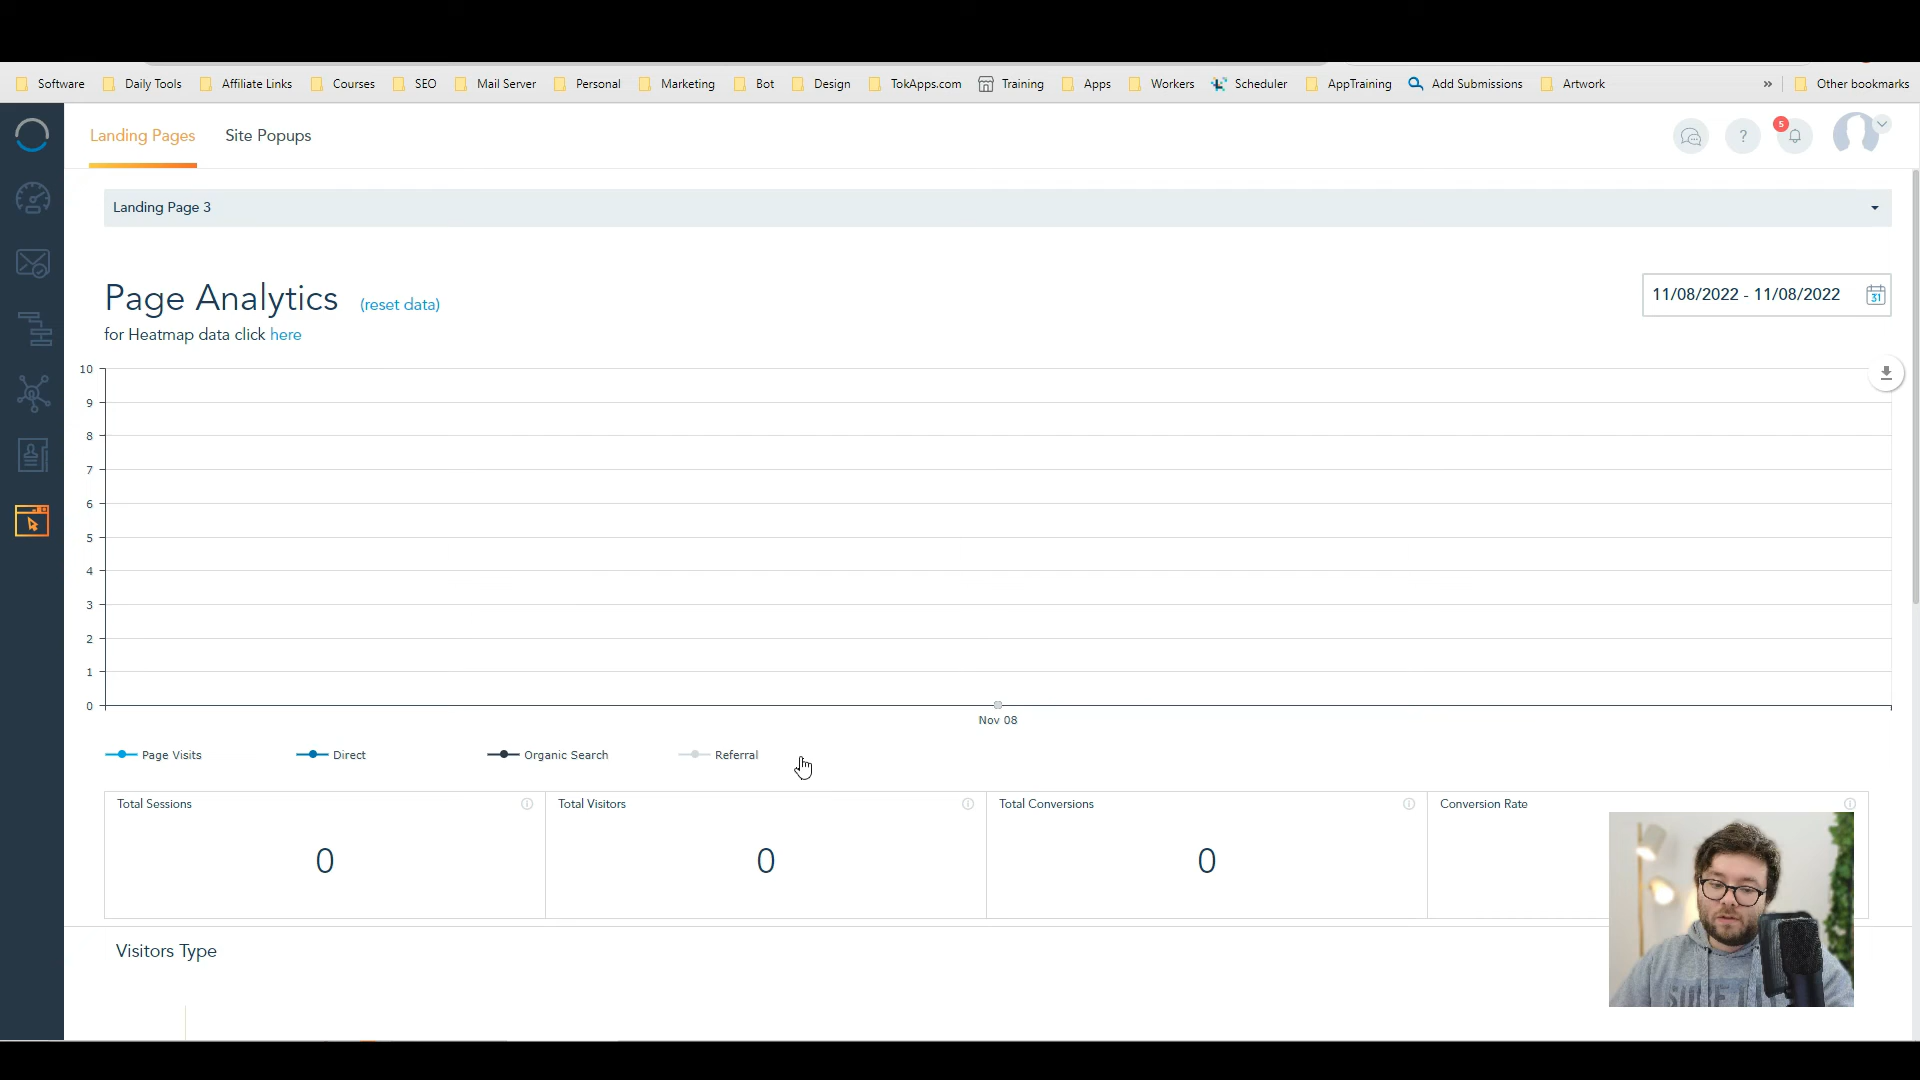 Software Daily Tools Affiliate Links Courses SEO Mail Server Personal Marketing Bot Design TokApps.com Training Apps Workers Scheduler AppTraining Add Submissions Artwork » Other bookmarks
Landing Pages Site Popups
? 5
Landing Page 3
Page Analytics (reset data)
11/08/2022 - 11/08/2022 31
for Heatmap data click here
10
9
8
7
6
5
4
3
2
1
0
Nov 08
Page Visits Direct Organic Search Referral
Total Sessions Total Visitors Total Conversions Conversion Rate
0 0 0
Visitors Type